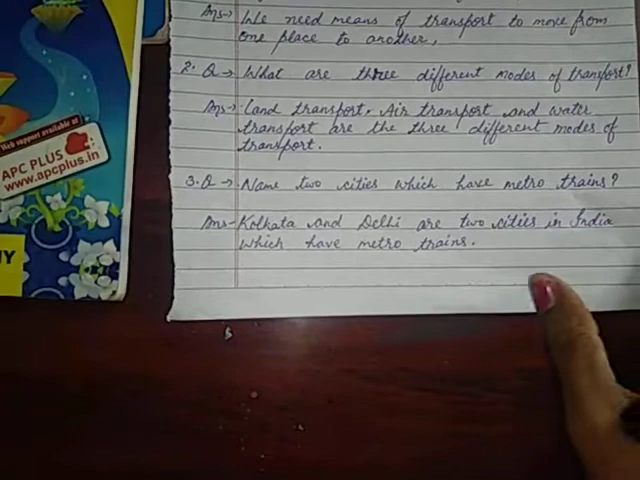 Ans→ We need means of transport to move from
one place to another,
2. Q→ What are three different modes of transport?
Ans→ Land transport, Air transport and water
transport are the three different modes of
transport.
3. Q→ Name two cities which have metro trains?
Ans- Kolkata and Delhi are two cities in India
which have metro trains.
Web support available at
APC PLUS
www.apcplus.in
NY